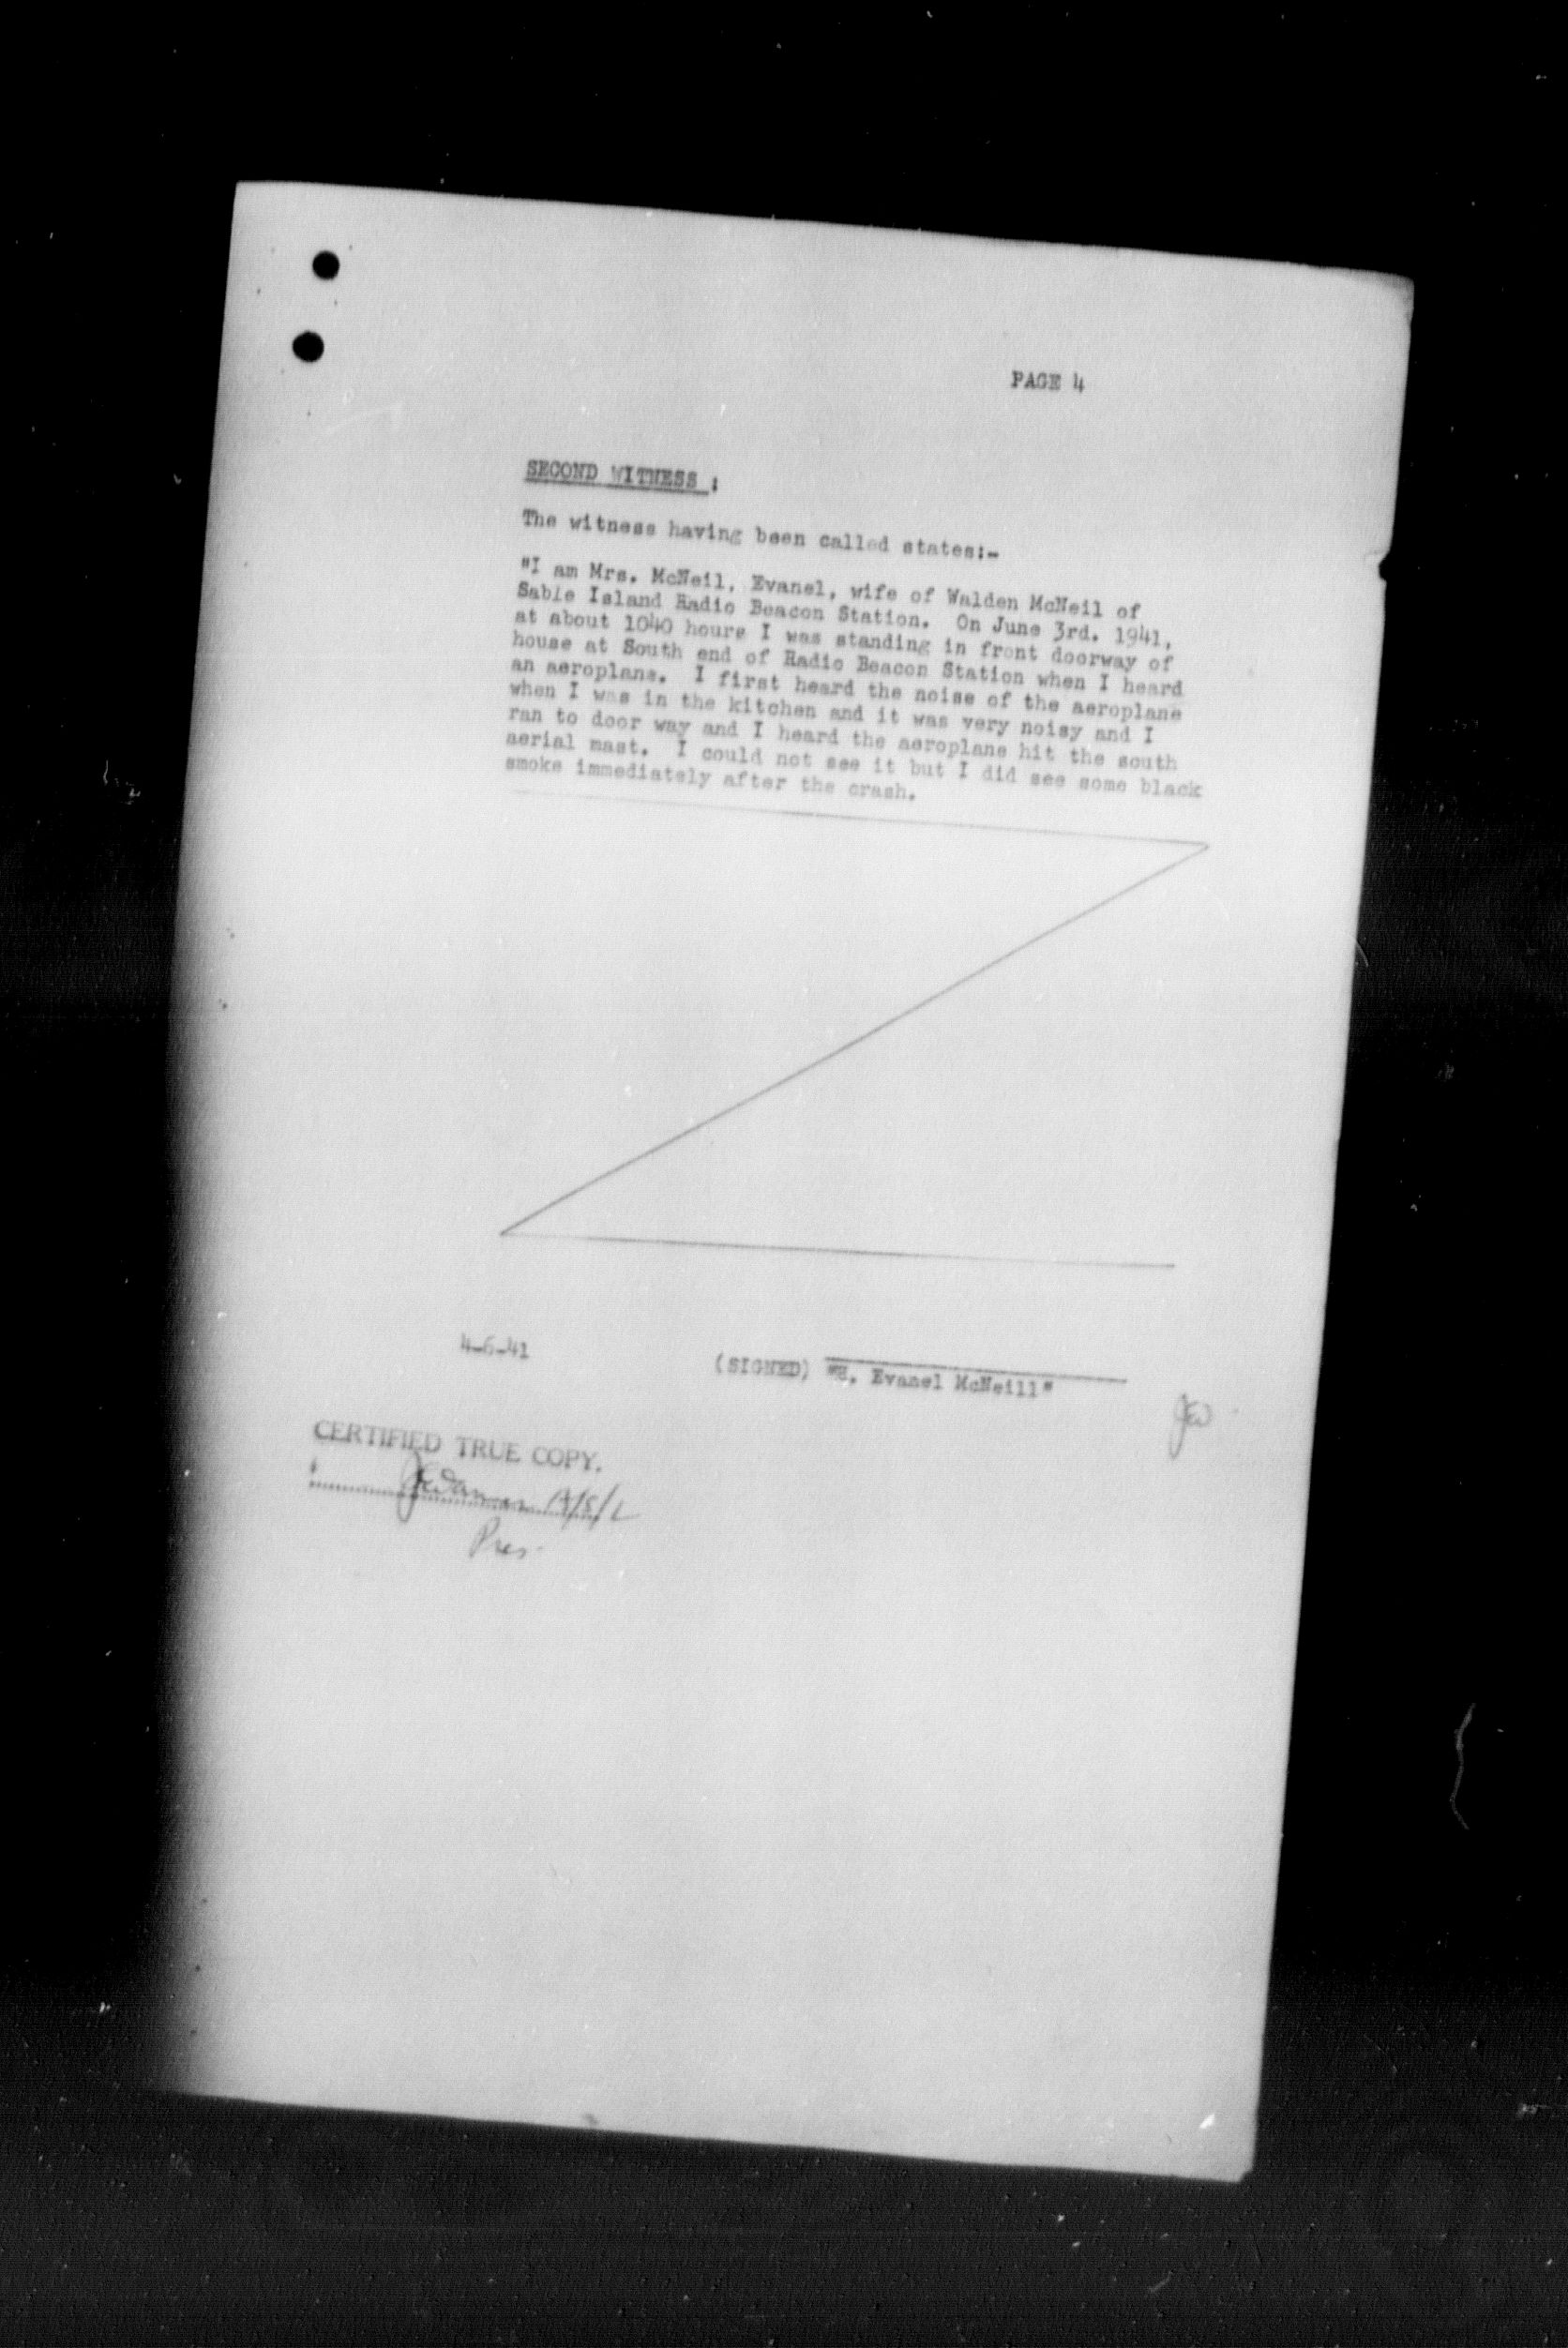 PAGE 4
SECOND WITNESS :
The witness having been called states:-
"I am Mrs. McNeil, Evanel, wife of Walden McNeil of
Sable Island Radio Beacon Station. On June 3rd. 1941,
at about 1040 hours I was standing in front doorway of
house at South end of Radio Beacon Station when I heard
an aeroplane. I first heard the noise of the aeroplane
when I was in the kitchen and it was very noisy and I
ran to door way and I heard the aeroplane hit the south
aerial mast. I could not see it but I did see some black
smoke immediately after the crash.
4-6-41
(SIGNED) Evanel McNeill"
CERTIFIED TRUE COPY.
Pres.